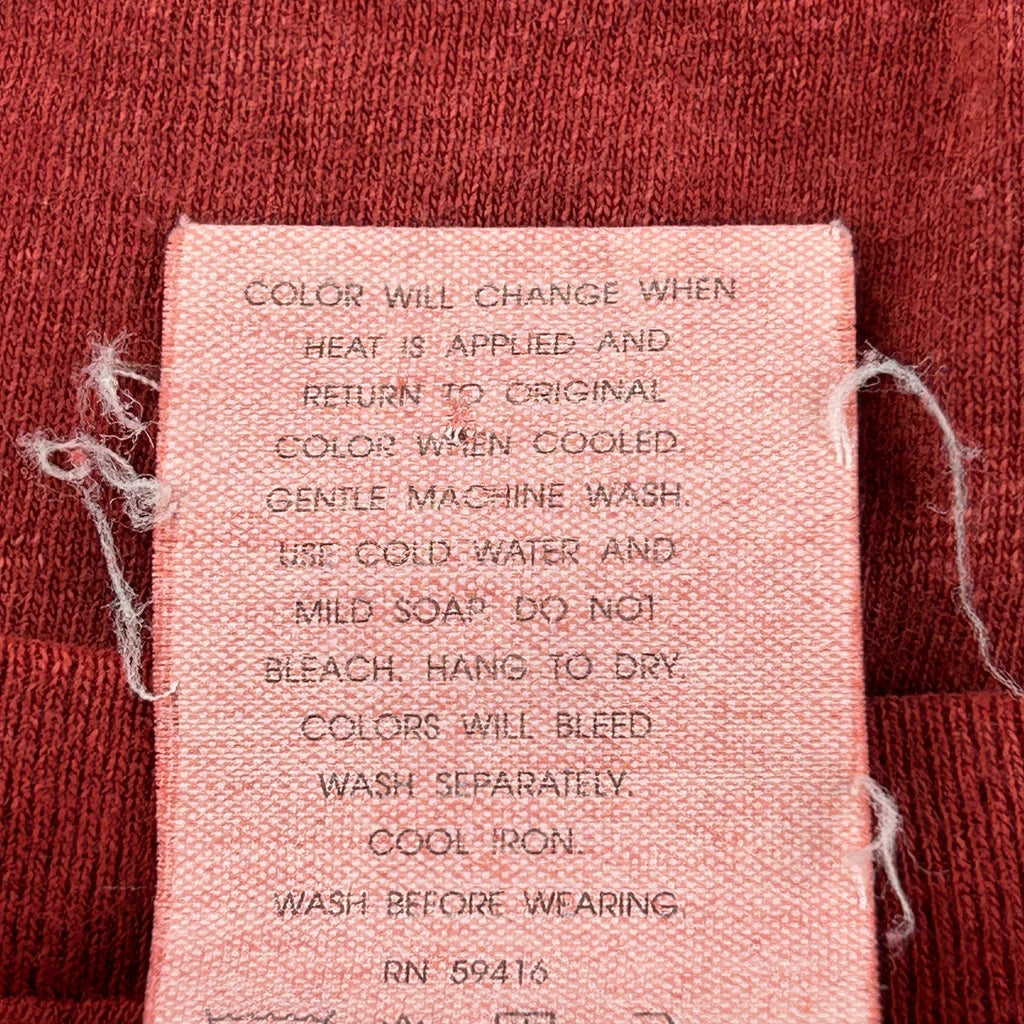 COLOR WILL CHANGE WHEN
HEAT IS APPLIED AND
RETURN TO ORIGINAL
COLOR WHEN COOLED
GENTLE MACHINE WASH.
USE COLD WATER AND
MILD SOAP. DO NOT
BLEACH. HANG TO DRY.
COLORS WILL BLEED
WASH SEPARATELY.
COOL IRON.
WASH BEFORE WEARING
RN 59416